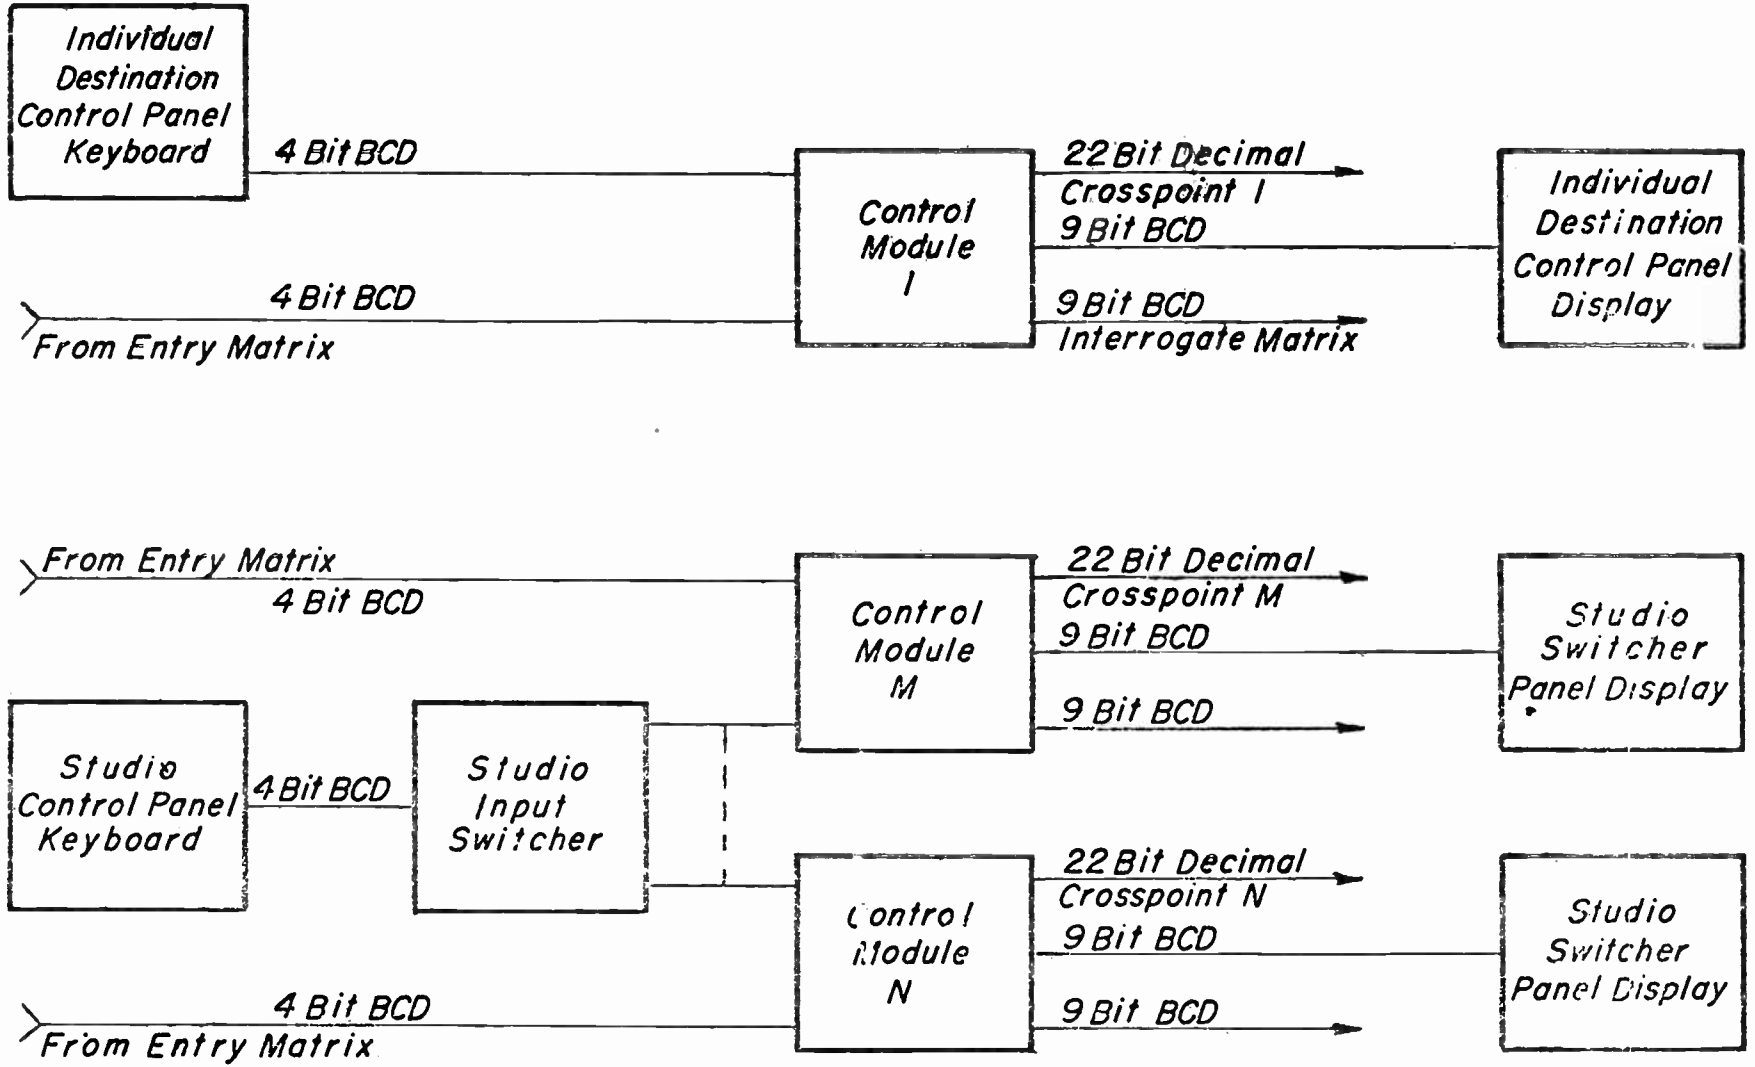 Individual
Destination
Control Panel
Keyboard
4 Bit BCD
4 Bit BCD
From Entry Matrix
Control
Module
I
22 Bit Decimal
Crosspoint I
9 Bit BCD
9 Bit BCD
Interrogate Matrix
Individual
Destination
Control Panel
Display
From Entry Matrix
4 Bit BCD
Control
Module
M
22 Bit Decimal
Crosspoint M
9 Bit BCD
9 Bit BCD
Studio
Switcher
Panel Display
Studio
Control Panel
Keyboard
4 Bit BCD
Studio
Input
Switcher
Control
Module
N
22 Bit Decimal
Crosspoint N
9 Bit BCD
9 Bit BCD
Studio
Switcher
Panel Display
4 Bit BCD
From Entry Matrix